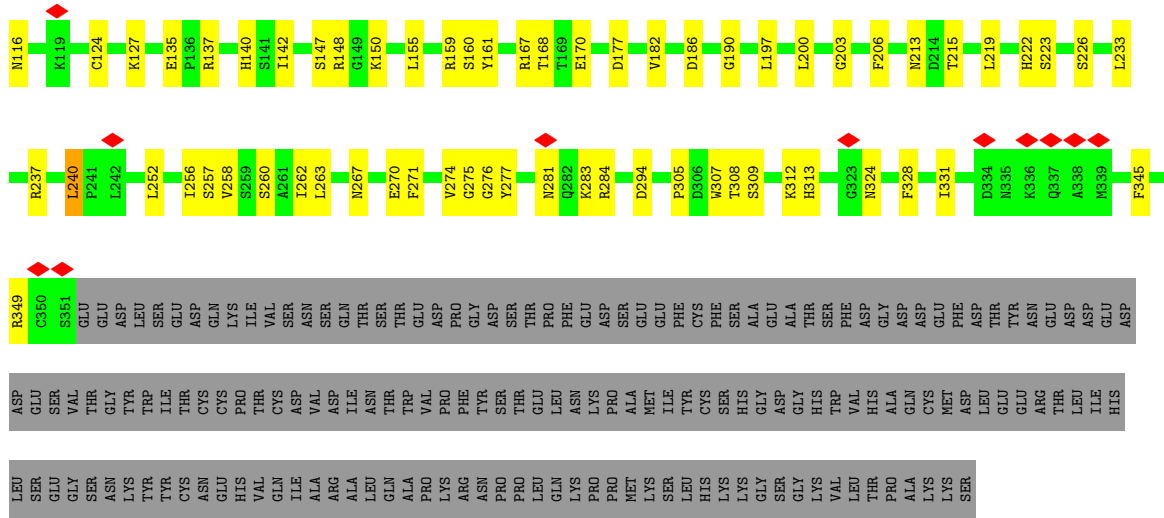 N116 K119 C124 K127 E135 P136 R137 H140 S141 I142 S147 R148 G149 K150 L155 R159 S160 Y161 R167 T168 T169 E170 D177 V182 D186 G190 L197 L200 G203 F206 N213 D214 T215 L219 H222 S223 S226 L233
R237 L240 P241 L242 L252 I256 S257 V258 S259 S260 A261 I262 L263 N267 E270 F271 V274 G275 G276 Y277 N281 Q282 K283 R284 D294 P305 D306 W307 T308 S309 K312 H313 G323 N324 F328 I331 D334 N335 K336 Q337 A338 M339 F345
R349 C350 S351 GLU GLU ASP LEU SER GLU ASP GLN LYS ILE VAL SER ASN SER GLN THR SER THR GLU ASP PRO GLY ASP SER THR PRO PHE GLU ASP SER GLU GLU PHE CYS PHE SER ALA GLU ALA THR SER PHE ASP GLY ASP ASP GLU PHE ASP THR TYR ASN GLU ASP ASP GLU ASP
ASP GLU SER VAL THR GLY TYR TRP ILE THR CYS CYS PRO THR CYS ASP VAL ASP ILE ASN THR TRP VAL PRO PHE TYR SER THR GLU LEU ASN LYS PRO ALA MET ILE TYR CYS SER HIS GLY ASP GLY HIS TRP VAL HIS ALA GLN CYS MET ASP LEU GLU GLU ARG THR LEU ILE HIS
LEU SER GLU GLY SER ASN LYS TYR TYR CYS ASN GLU HIS VAL GLN ILE ALA ARG ALA LEU GLN ALA PRO LYS ARG ASN PRO PRO LEU GLN LYS PRO PRO MET LYS SER LEU HIS LYS LYS GLY SER GLY LYS VAL LEU THR PRO ALA LYS LYS SER